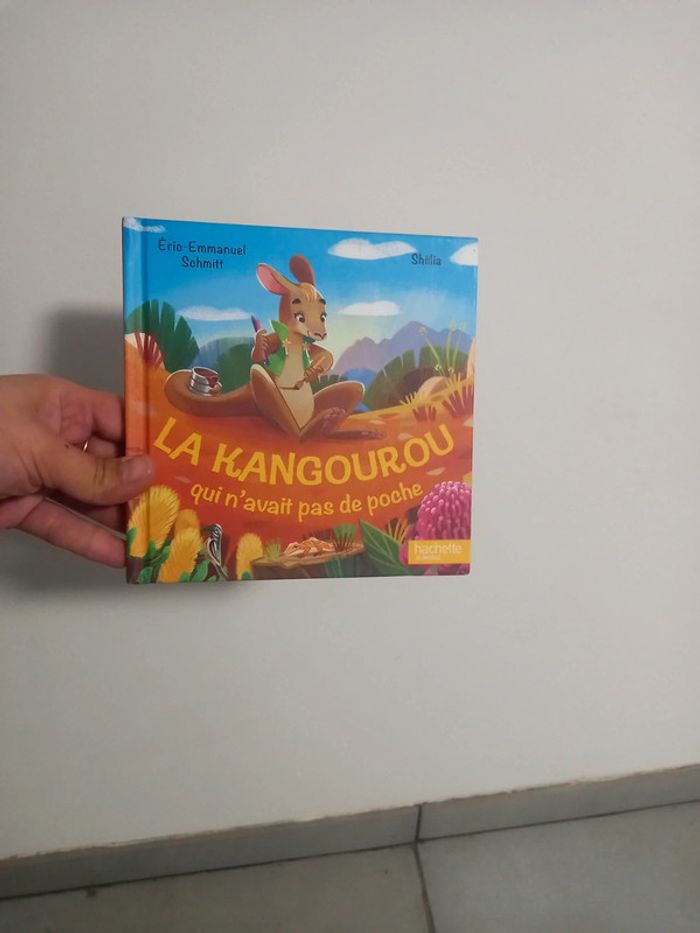 Éric-Emmanuel
Schmitt
Shiilia
LA KANGOUROU
qui n'avait pas de poche
hachette